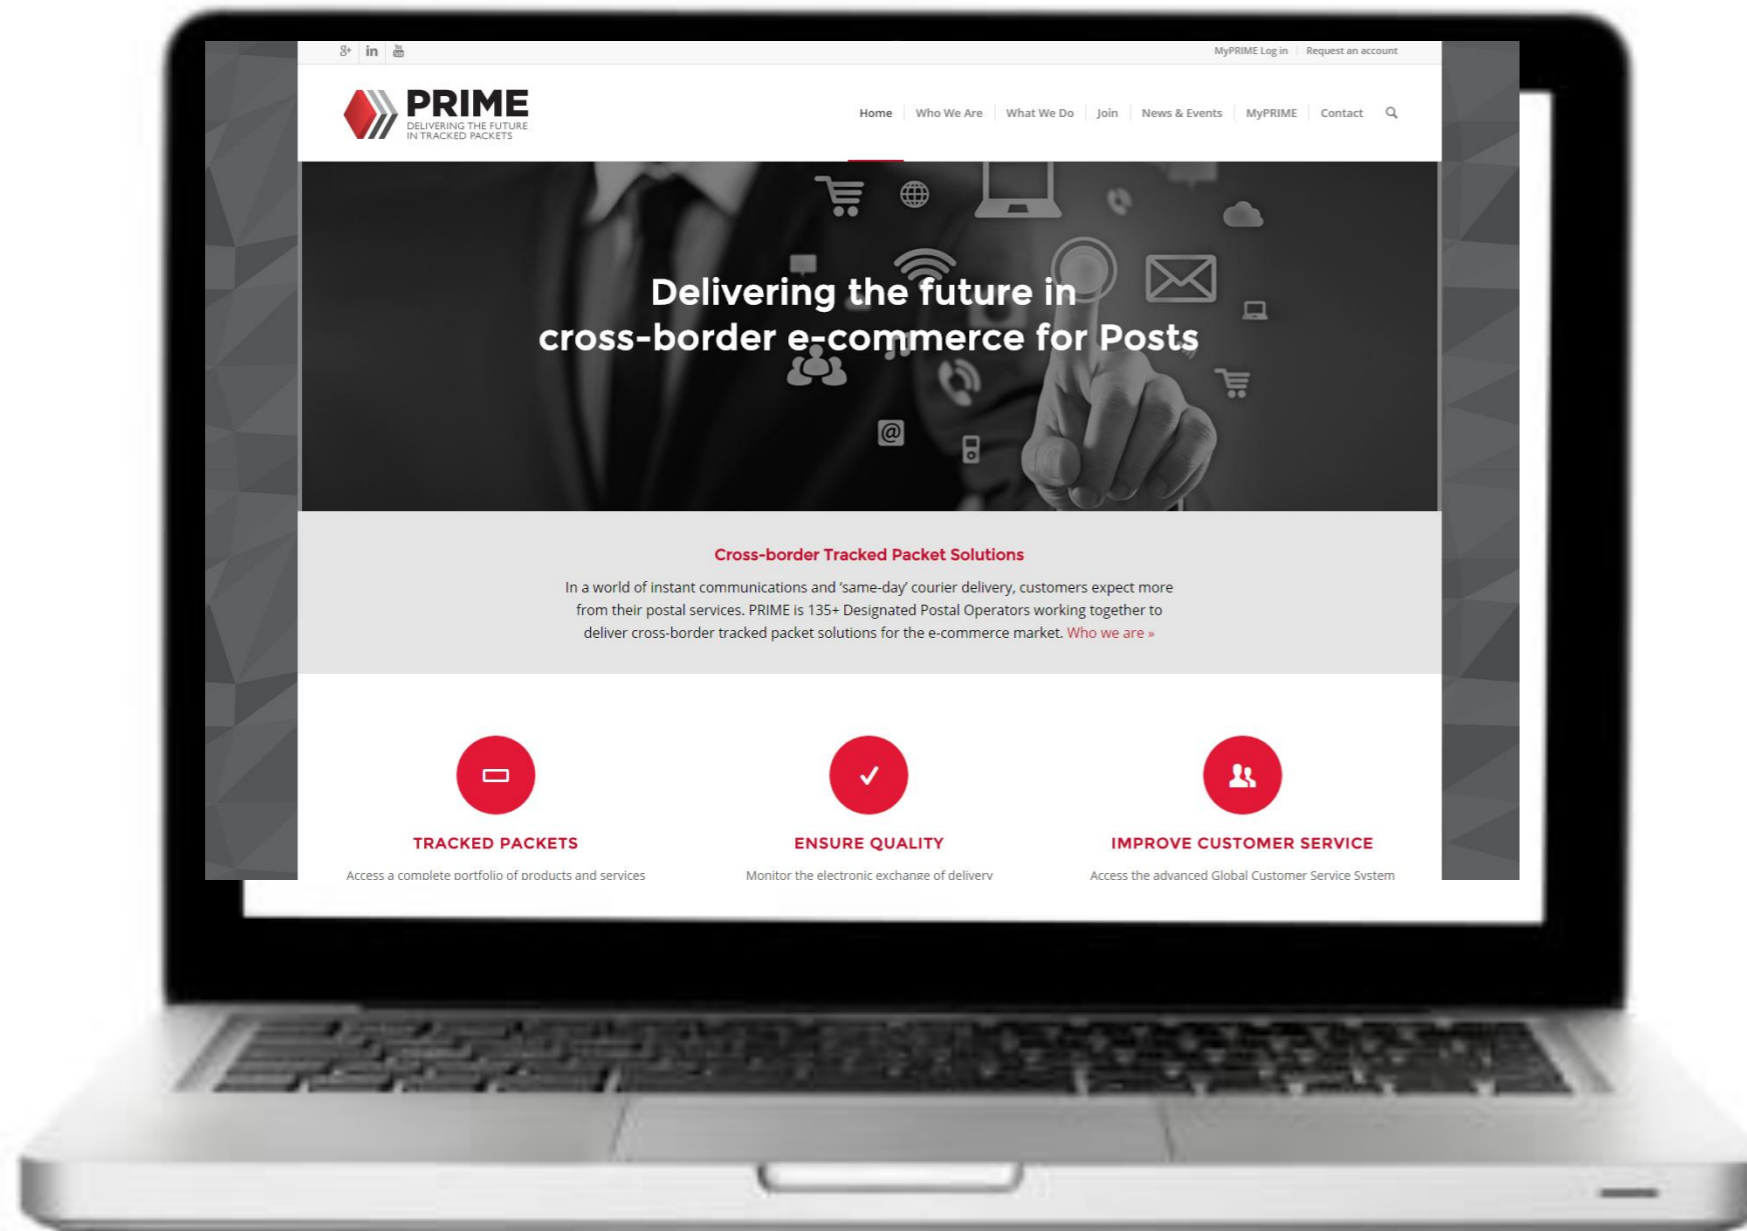 MyPRIME Log in Request an account
PRIME
DELIVERING THE FUTURE
IN TRACKED PACKETS
Home Who We Are What We Do Join News & Events MyPRIME Contact
Delivering the future in
cross-border e-commerce for Posts
Cross-border Tracked Packet Solutions
In a world of instant communications and ‘same-day’ courier delivery, customers expect more
from their postal services. PRIME is 135+ Designated Postal Operators working together to
deliver cross-border tracked packet solutions for the e-commerce market. Who we are »
TRACKED PACKETS
Access a complete portfolio of products and services
ENSURE QUALITY
Monitor the electronic exchange of delivery
IMPROVE CUSTOMER SERVICE
Access the advanced Global Customer Service System